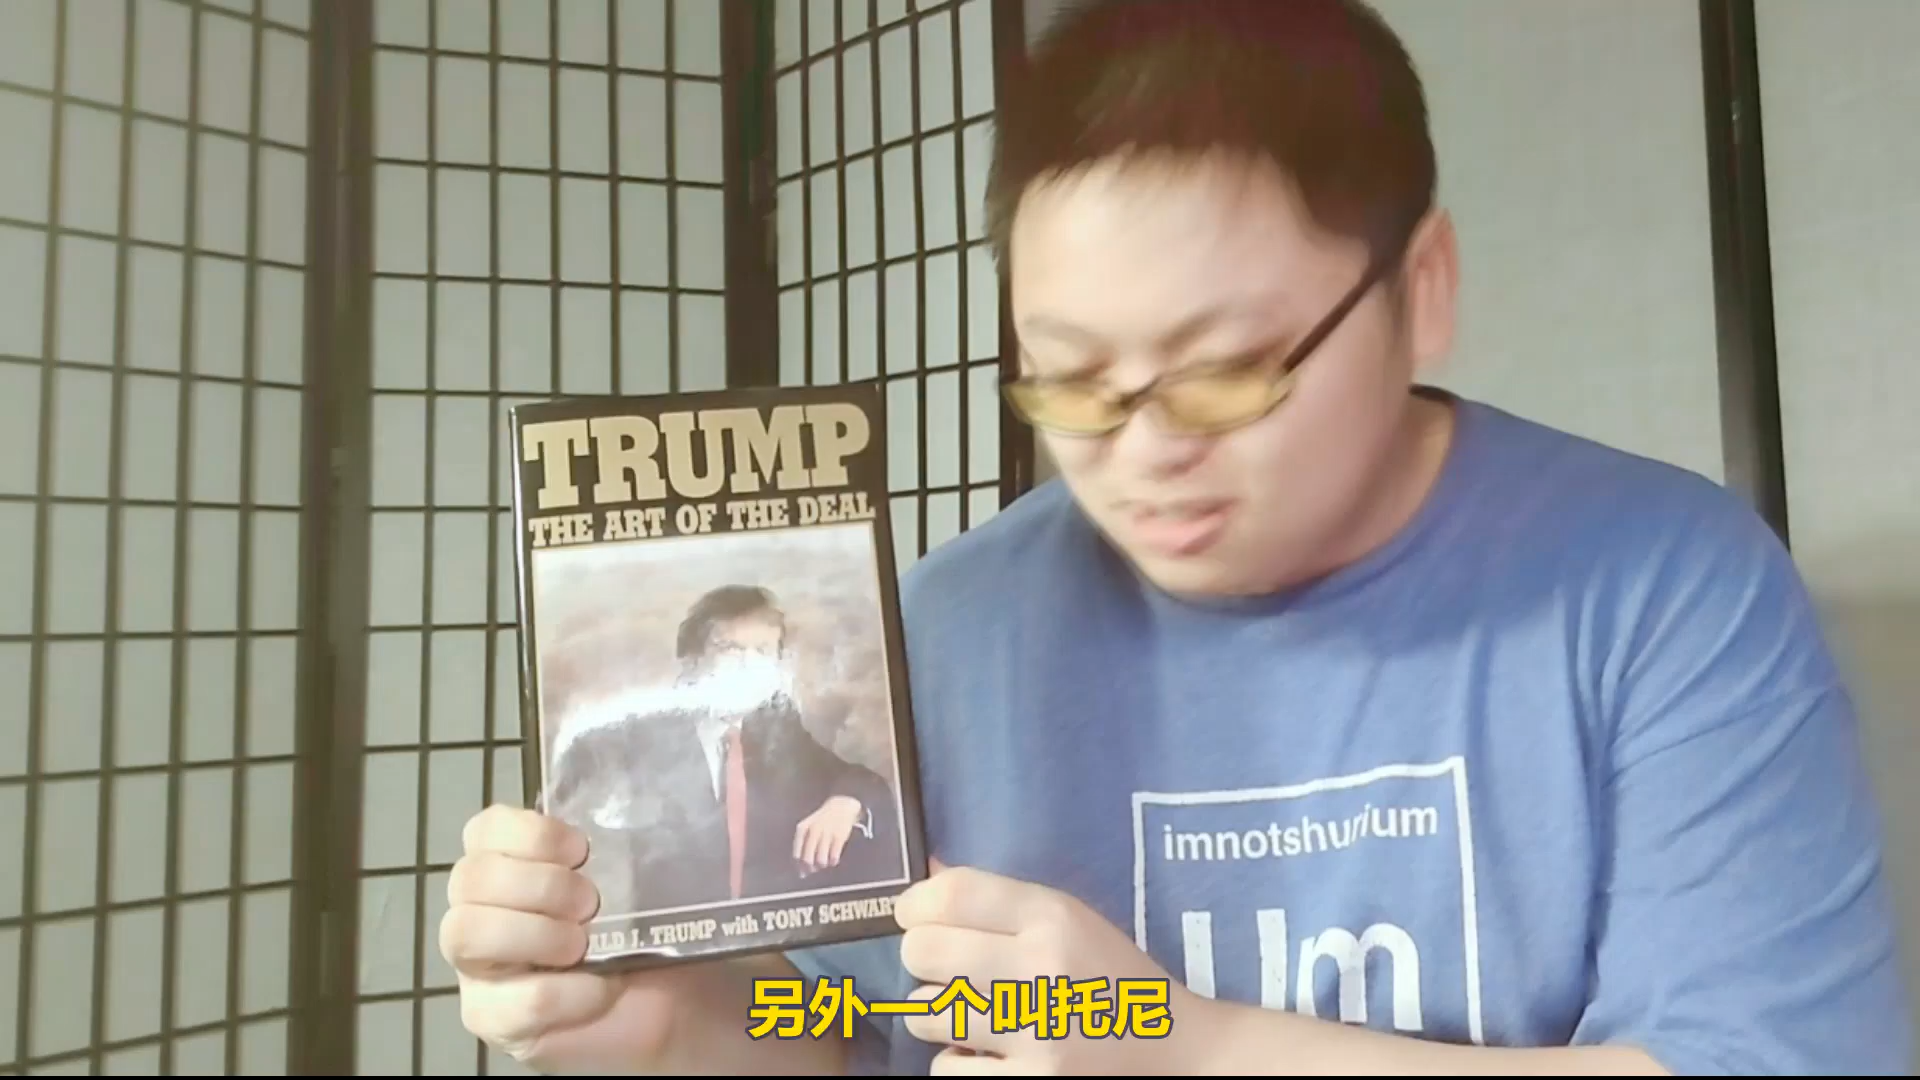 TRUMP
THE ART OF THE DEAL
ALD J. TRUMP with TONY SCHWART
imnotshurium
Um
另外一个叫托尼